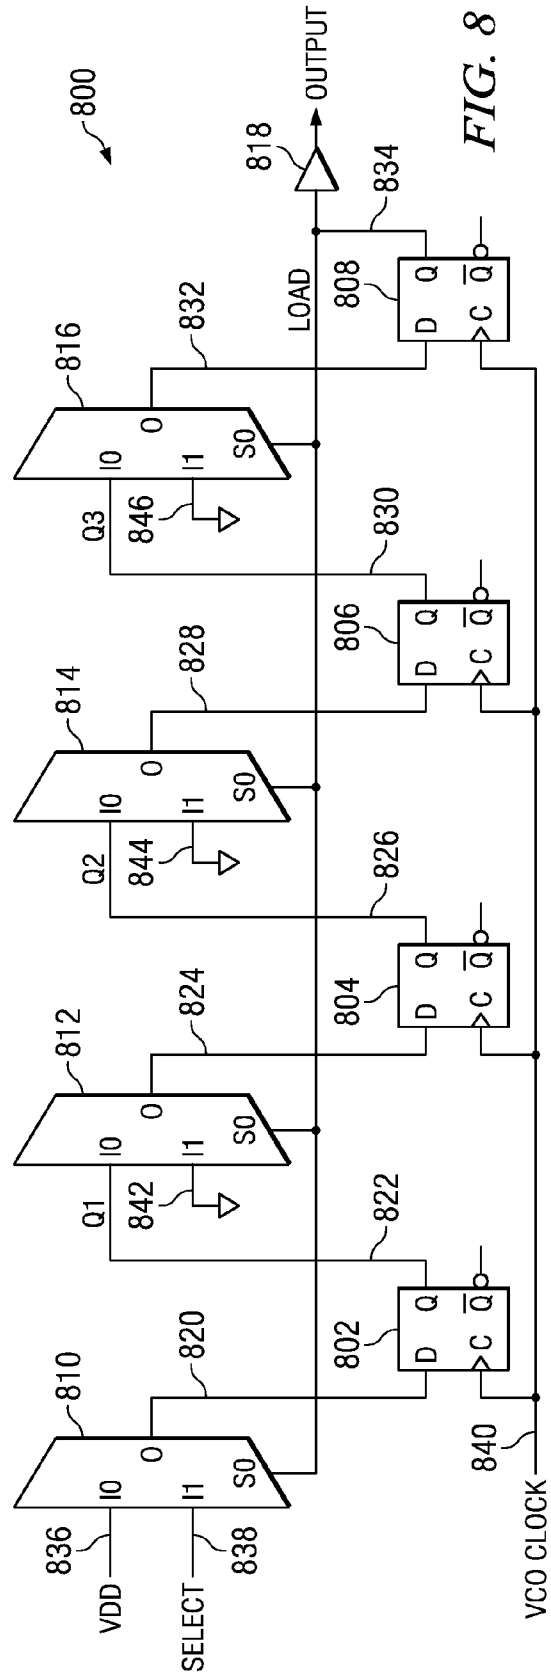 800
810
812
814
816
836
I0
O
820
Q1
I0
O
824
Q2
I0
O
828
Q3
I0
O
832
VDD
I1
842
I1
844
I1
846
I1
818
SELECT
838
S0
S0
S0
S0
LOAD
OUTPUT
802
822
804
826
806
830
808
834
D
Q
D
Q
D
Q
D
Q
C
Q
C
Q
C
Q
C
Q
840
VCO CLOCK
FIG. 8